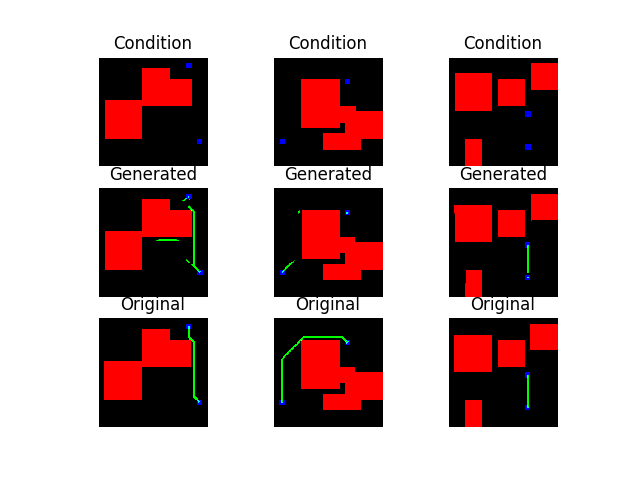 Condition Condition Condition
Generated Generated Generated
Original Original Original